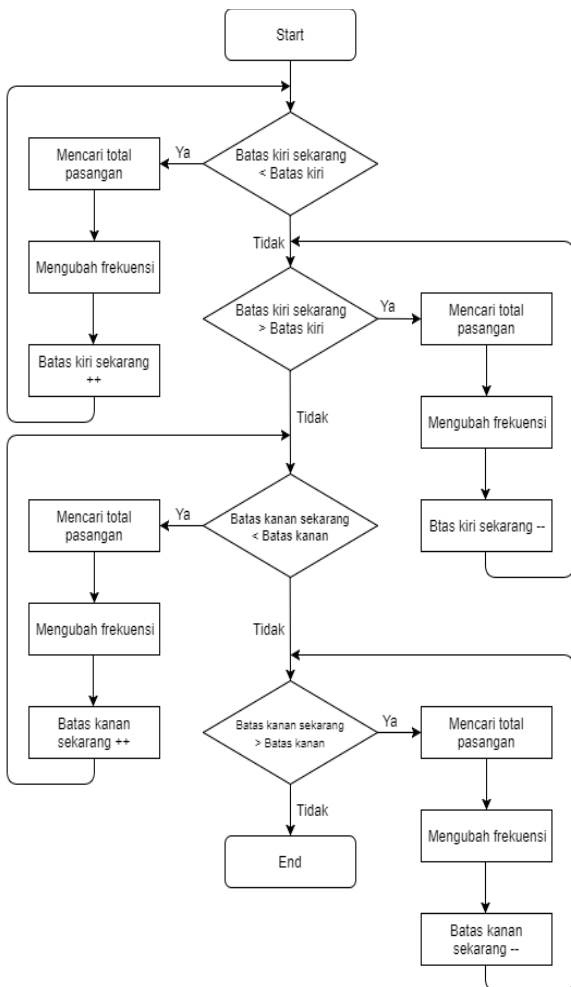 Start
Batas kiri sekarang
< Batas kiri
Ya
Mencari total
pasangan
Mengubah frekuensi
Batas kiri sekarang
++
Tidak
Batas kiri sekarang
> Batas kiri
Ya
Mencari total
pasangan
Mengubah frekuensi
Btas kiri sekarang --
Tidak
Batas kanan sekarang
< Batas kanan
Ya
Mencari total
pasangan
Mengubah frekuensi
Batas kanan
sekarang ++
Tidak
Batas kanan sekarang
> Batas kanan
Ya
Mencari total
pasangan
Mengubah frekuensi
Batas kanan
sekarang --
Tidak
End